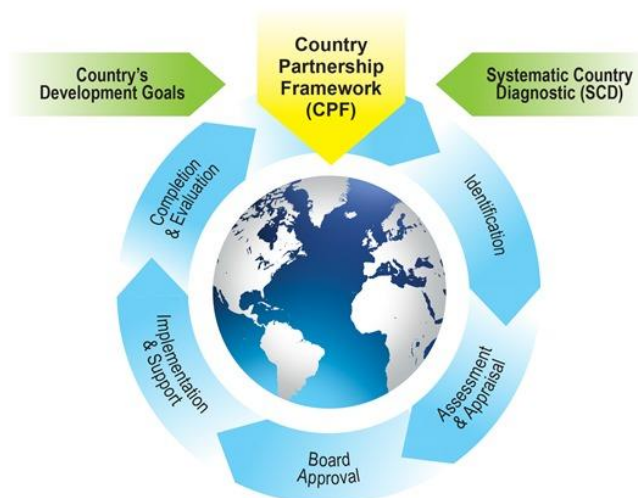 Country
Partnership
Framework
(CPF)
Country's
Development Goals
Systematic Country
Diagnostic (SCD)
Identification
Assessment
& Appraisal
Board
Approval
Implementation
& Support
Completion
& Evaluation